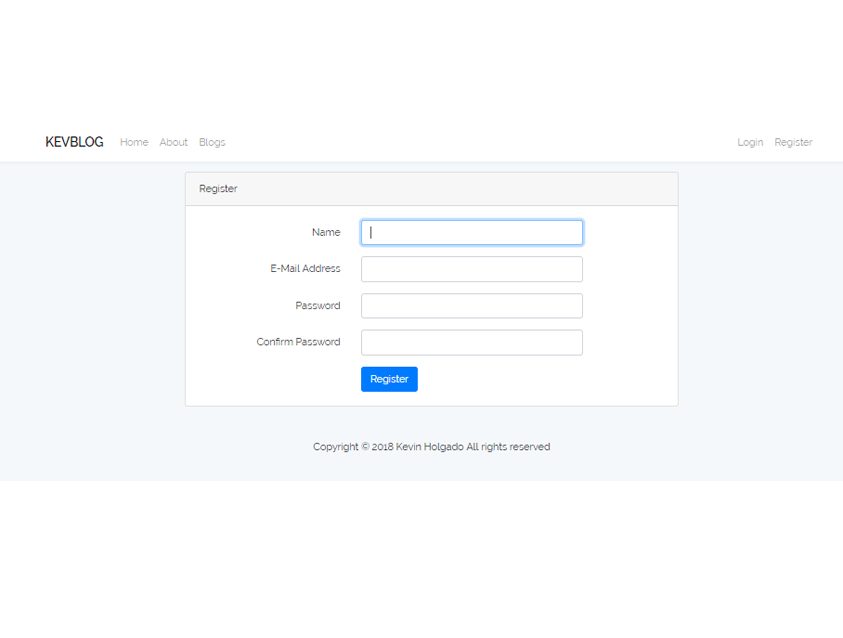 KEVBLOG Home About Blogs Login Register
Register
Name
E-Mail Address
Password
Confirm Password
Register
Copyright © 2018 Kevin Holgado All rights reserved